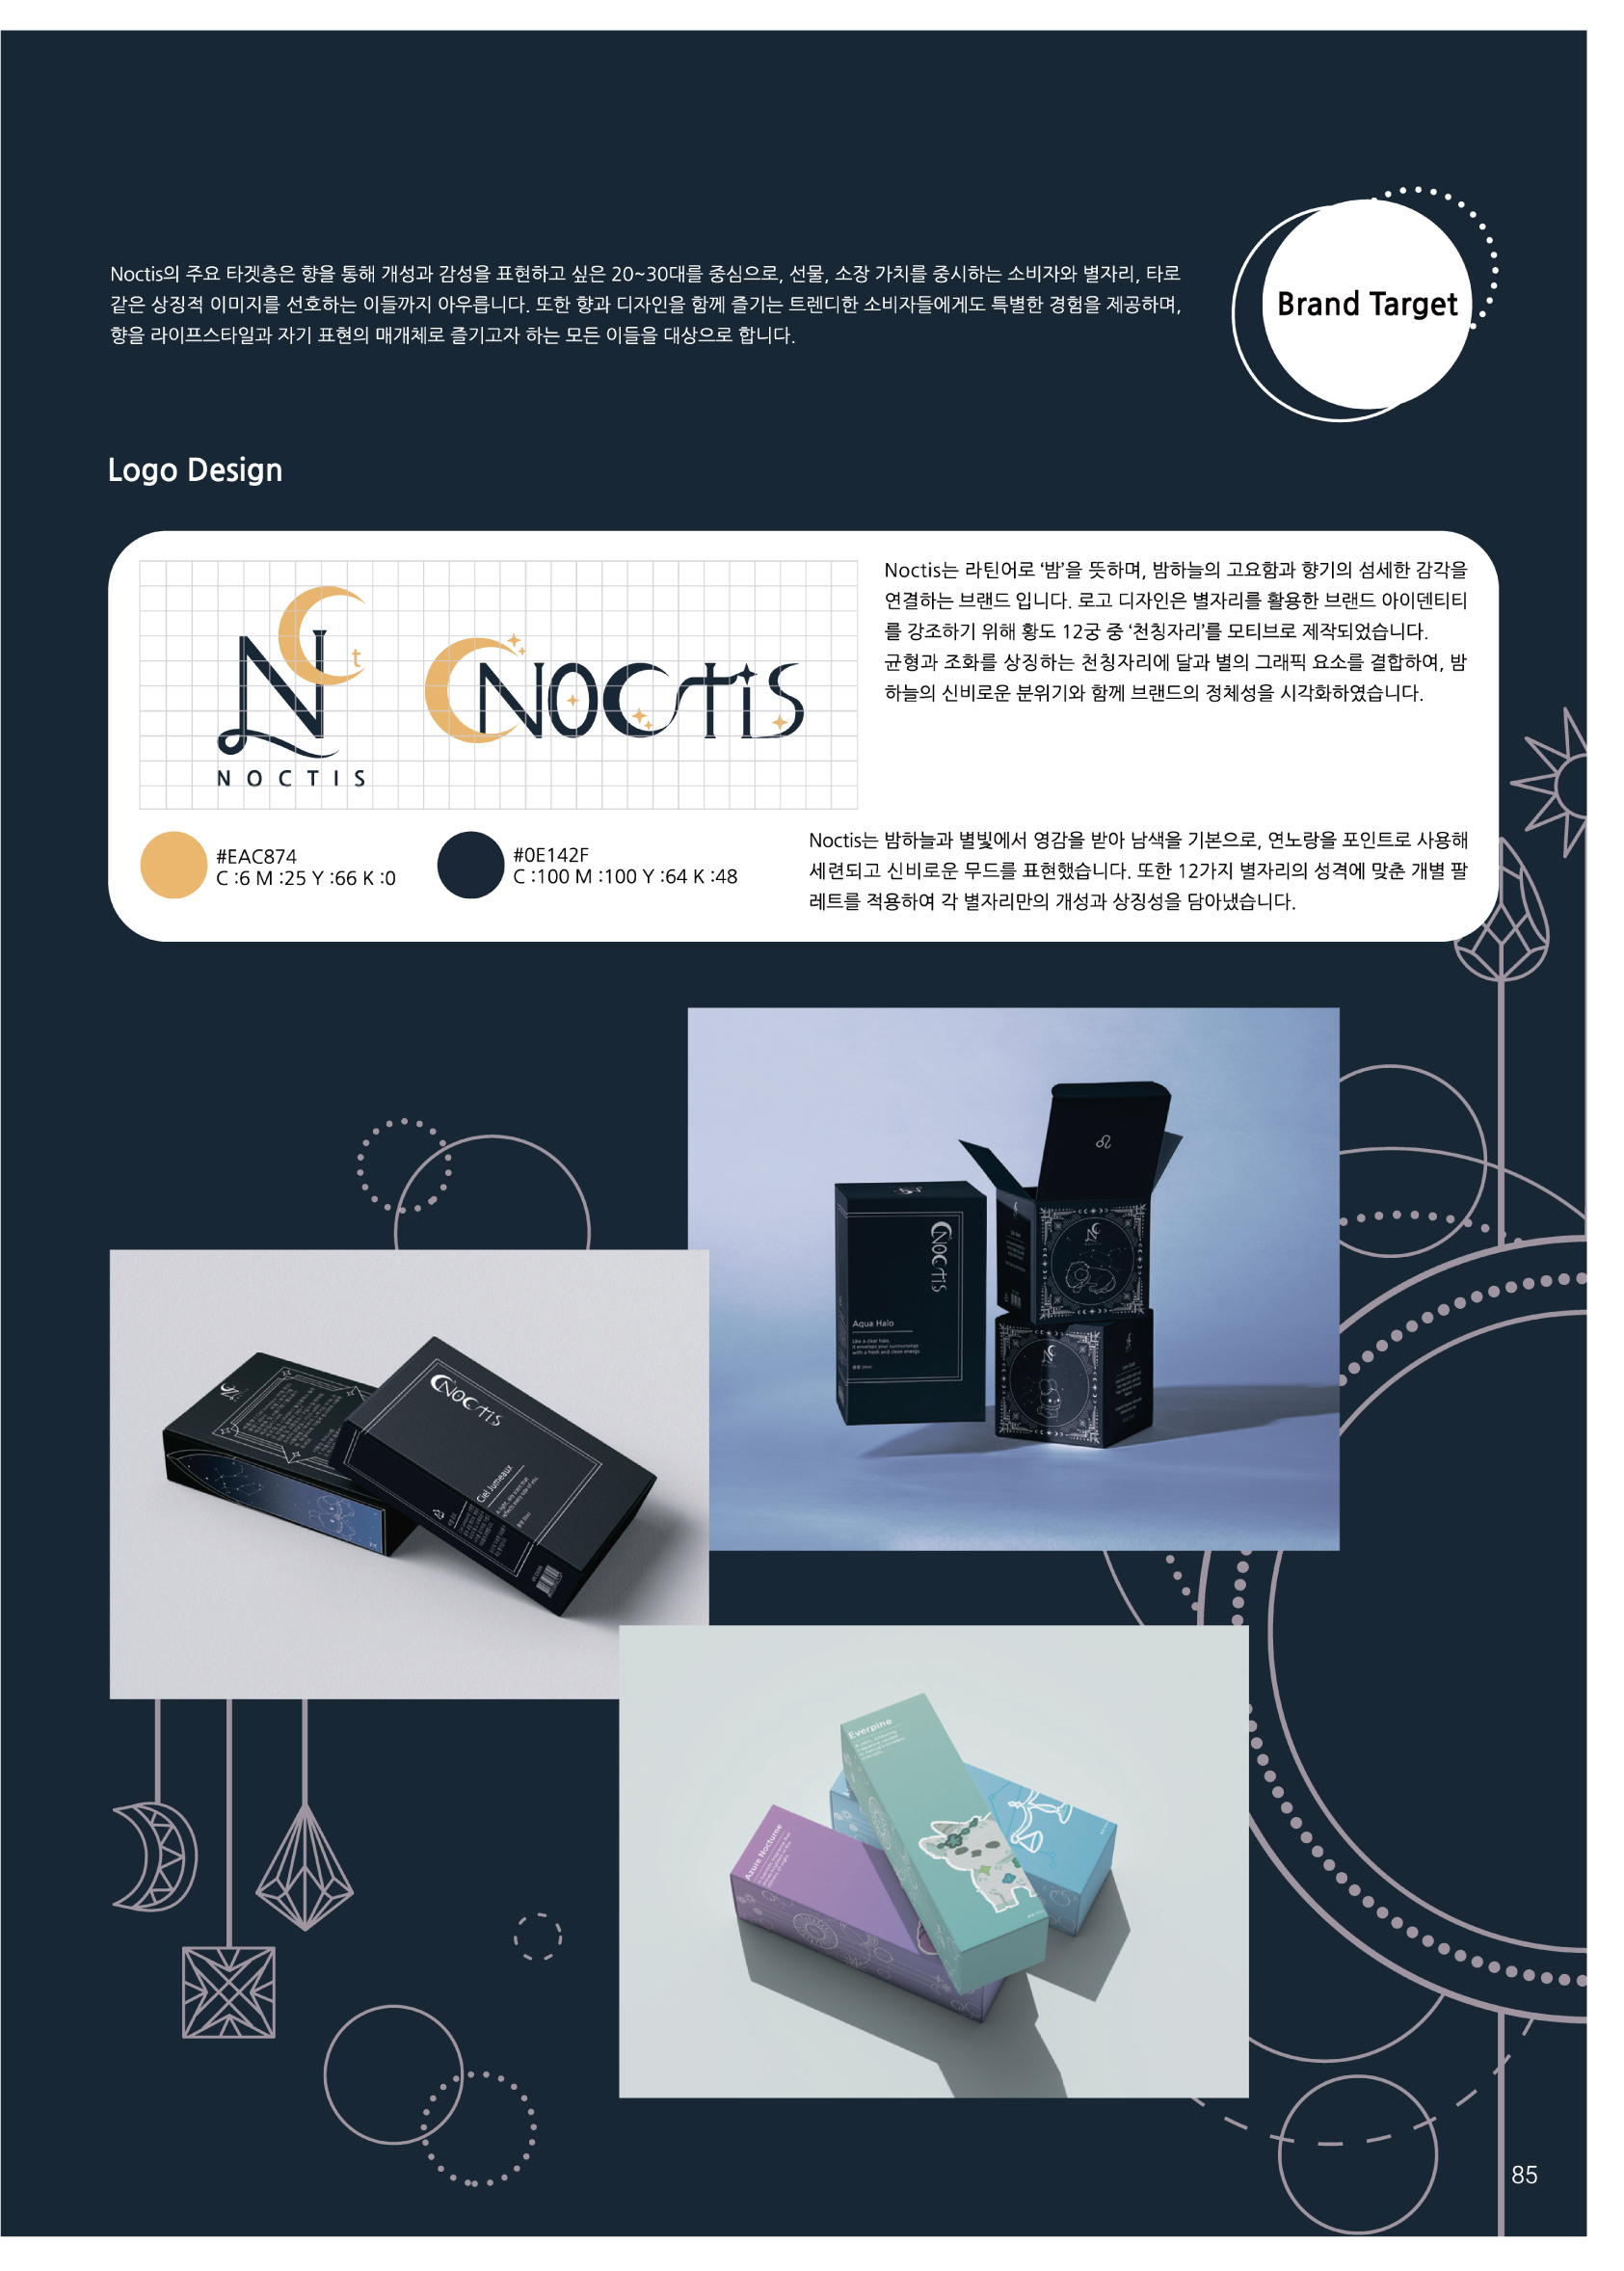 Noctis의 주요 타겟층은 향을 통해 개성과 감성을 표현하고 싶은 20~30대를 중심으로, 선물, 소장 가치를 중시하는 소비자와 별자리, 타로
같은 상징적 이미지를 선호하는 이들까지 아우릅니다. 또한 향과 디자인을 함께 즐기는 트렌디한 소비자들에게도 특별한 경험을 제공하며,
향을 라이프스타일과 자기 표현의 매개체로 즐기고자 하는 모든 이들을 대상으로 합니다.
Brand Target
Logo Design
N t
NOCTIS
Noctis
Noctis는 라틴어로 ‘밤’을 뜻하며, 밤하늘의 고요함과 향기의 섬세한 감각을
연결하는 브랜드 입니다. 로고 디자인은 별자리를 활용한 브랜드 아이덴티티
를 강조하기 위해 황도 12궁 중 ‘천칭자리’를 모티브로 제작되었습니다.
균형과 조화를 상징하는 천칭자리에 달과 별의 그래픽 요소를 결합하여, 밤
하늘의 신비로운 분위기와 함께 브랜드의 정체성을 시각화하였습니다.
#EAC874
C :6 M :25 Y :66 K :0
#0E142F
C :100 M :100 Y :64 K :48
Noctis는 밤하늘과 별빛에서 영감을 받아 남색을 기본으로, 연노랑을 포인트로 사용해
세련되고 신비로운 무드를 표현했습니다. 또한 12가지 별자리의 성격에 맞춘 개별 팔
레트를 적용하여 각 별자리만의 개성과 상징성을 담아냈습니다.
Noctis
Aqua Halo
Like a clear halo,
it envelops your surroundings
with a fresh and clean energy
Noctis
Ciel Jumeaux
Everpine
Azure Nocturne
85